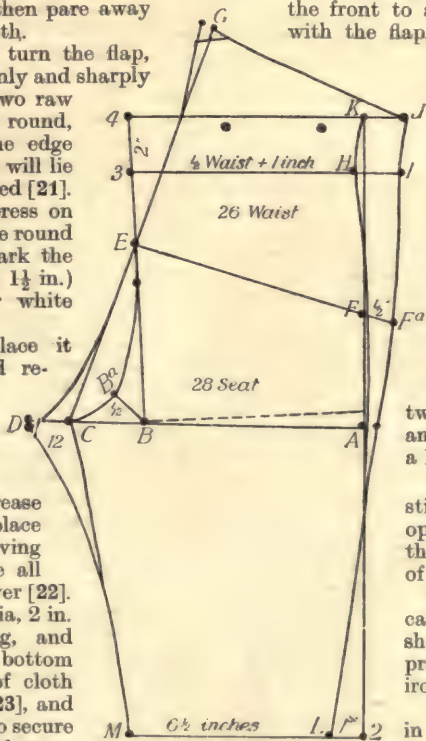 then pare away
th.
turn the flap,
nly and sharply
wo raw
round,
e edge
will lie
ed [21].
ress on
e round
ark the
1½ in.)
white
lace it
d re-
rease
place
ving
e all
ver [22].
ia, 2 in.
g, and
bottom
of cloth
23], and
o secure
the front to a
with the flap
G
4
K
J
2"
3
½ Waist + 1 inch
H
I
26 Waist
E
F
½"
Fa
28 Seat
Ba
½
D
12
C
B
A
M
6½ inches
L
1"
2
tw
an
a l
sti
op
th
of
ca
sh
pr
iro
in